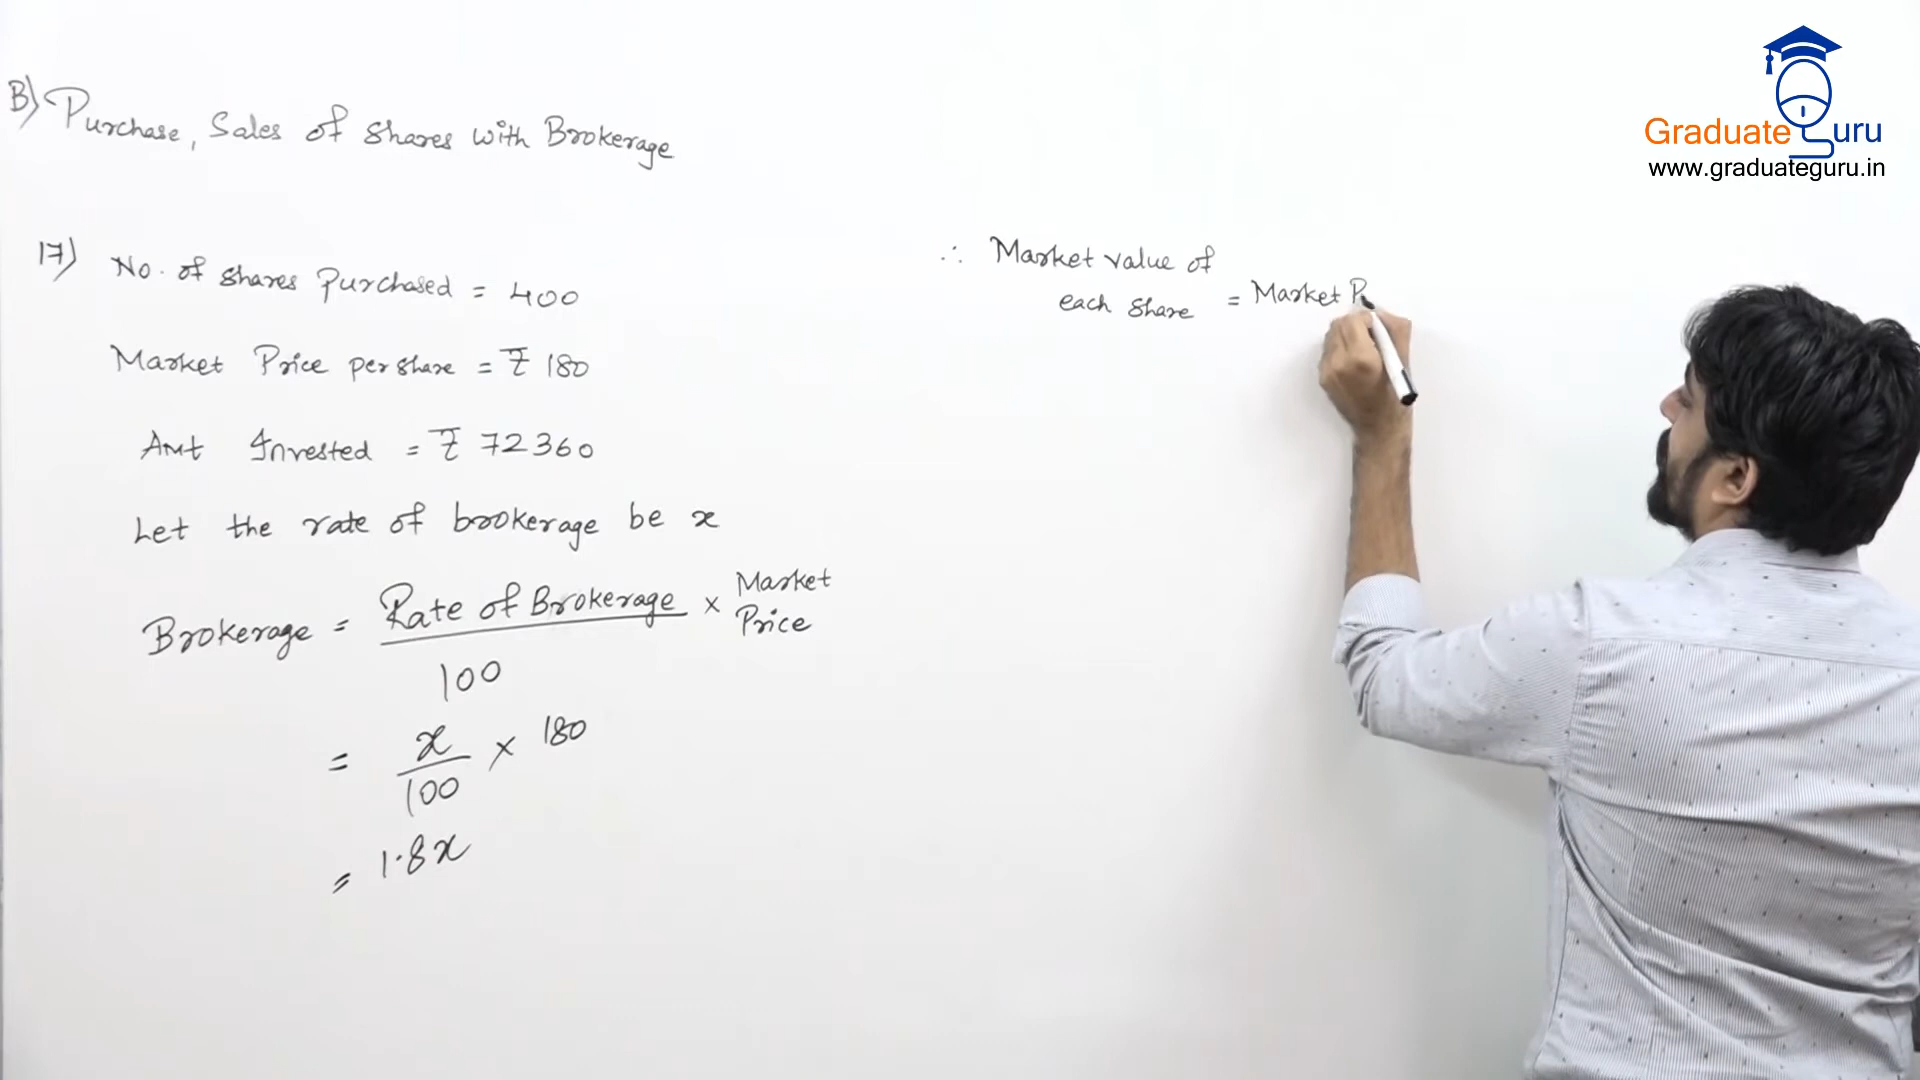 B) Purchase, Sales of shares with Brokerage
17) No. of shares Purchased = 400
Market Price per share = ₹ 180
Amt Invested = ₹ 72360
Let the rate of brokerage be x
Brokerage = Rate of Brokerage / 100 × Market Price
= x / 100 × 180
= 1.8x
∴ Market value of
each share = Market P
Graduate Guru
www.graduateguru.in